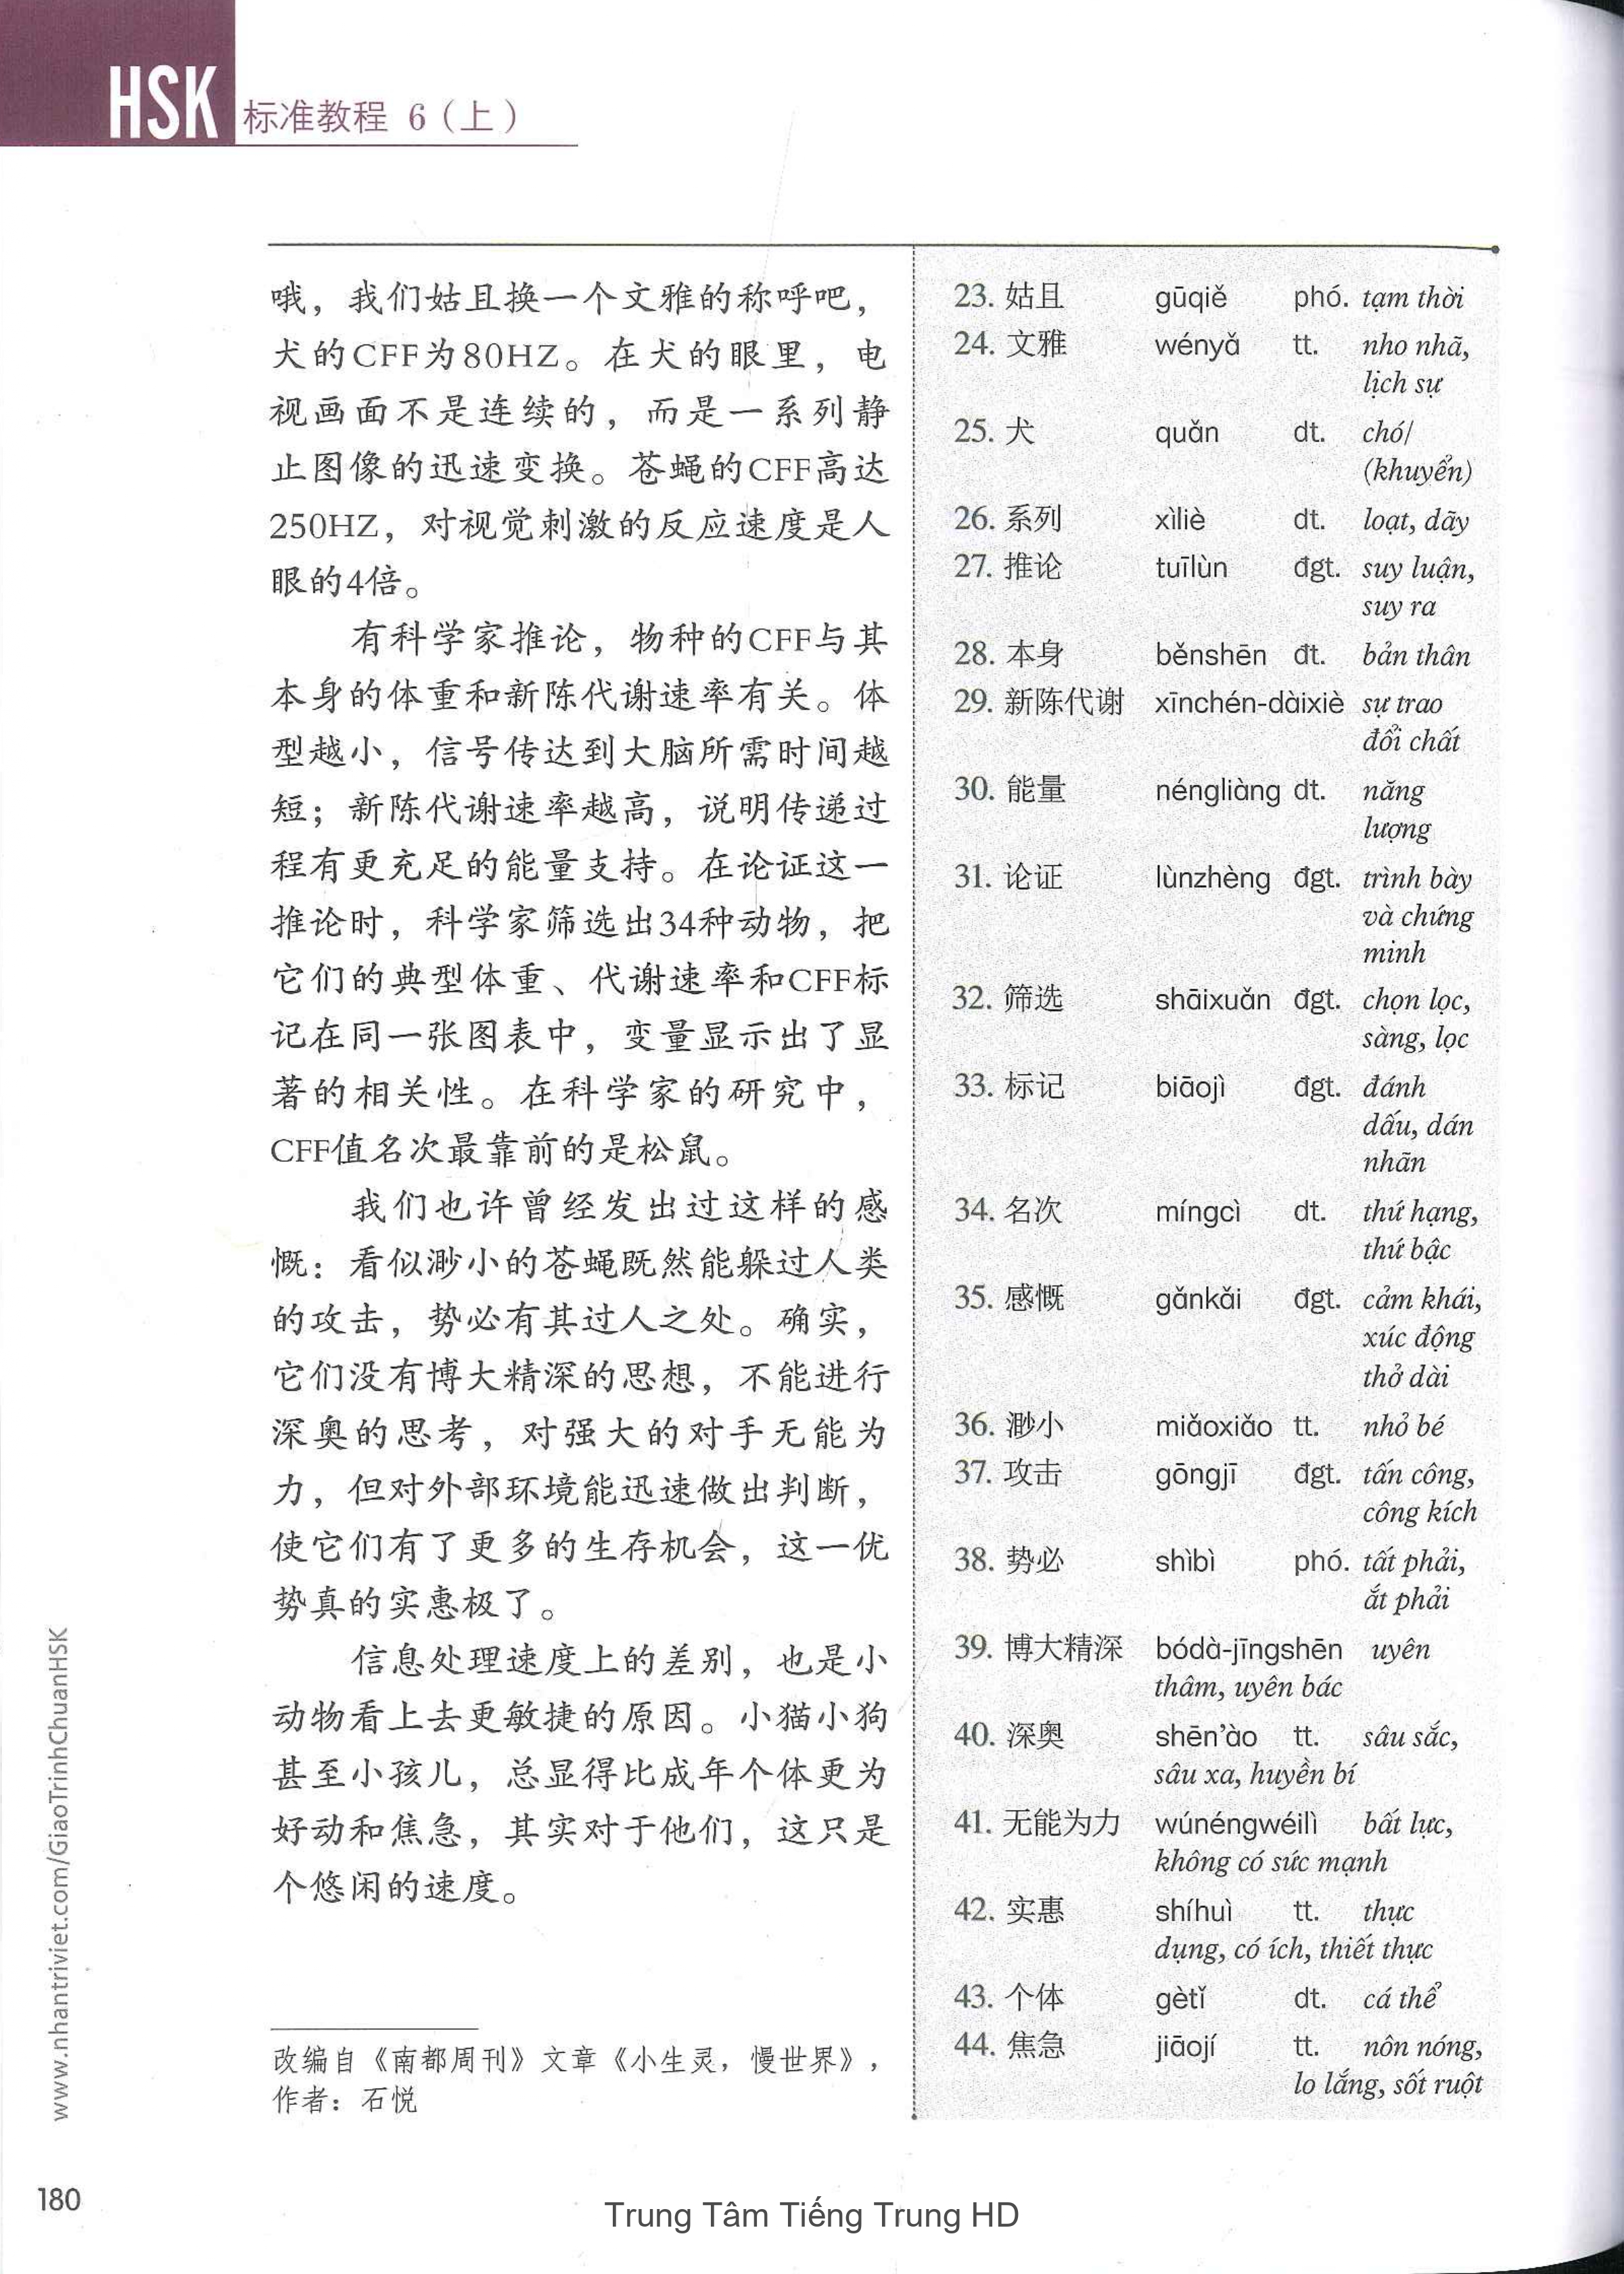 HSK 标准教程 6（上）
哦，我们姑且换一个文雅的称呼吧，
犬的CFF为80HZ。在犬的眼里，电
视画面不是连续的，而是一系列静
止图像的迅速变换。苍蝇的CFF高达
250HZ，对视觉刺激的反应速度是人
眼的4倍。
有科学家推论，物种的CFF与其
本身的体重和新陈代谢速率有关。体
型越小，信号传达到大脑所需时间越
短；新陈代谢速率越高，说明传递过
程有更充足的能量支持。在论证这一
推论时，科学家筛选出34种动物，把
它们的典型体重、代谢速率和CFF标
记在同一张图表中，变量显示出了显
著的相关性。在科学家的研究中，
CFF值名次最靠前的是松鼠。
我们也许曾经发出过这样的感
慨：看似渺小的苍蝇既然能躲过人类
的攻击，势必有其过人之处。确实，
它们没有博大精深的思想，不能进行
深奥的思考，对强大的对手无能为
力，但对外部环境能迅速做出判断，
使它们有了更多的生存机会，这一优
势真的实惠极了。
信息处理速度上的差别，也是小
动物看上去更敏捷的原因。小猫小狗
甚至小孩儿，总显得比成年个体更为
好动和焦急，其实对于他们，这只是
个悠闲的速度。
改编自《南都周刊》文章《小生灵，慢世界》，
作者：石悦
23. 姑且 gūqiě phó. tạm thời
24. 文雅 wényǎ tt. nho nhã,
lịch sự
25. 犬 quǎn dt. chó/
(khuyển)
26. 系列 xìliè dt. loạt, dãy
27. 推论 tuīlùn đgt. suy luận,
suy ra
28. 本身 běnshēn đt. bản thân
29. 新陈代谢 xīnchén-dàixiè sự trao
đổi chất
30. 能量 néngliàng dt. năng
lượng
31. 论证 lùnzhèng đgt. trình bày
và chứng
minh
32. 筛选 shāixuǎn đgt. chọn lọc,
sàng, lọc
33. 标记 biāojì đgt. đánh
dấu, dán
nhãn
34. 名次 míngcì dt. thứ hạng,
thứ bậc
35. 感慨 gǎnkǎi đgt. cảm khái,
xúc động
thở dài
36. 渺小 miǎoxiǎo tt. nhỏ bé
37. 攻击 gōngjī đgt. tấn công,
công kích
38. 势必 shìbì phó. tất phải,
ắt phải
39. 博大精深 bódà-jīngshēn uyên
thâm, uyên bác
40. 深奥 shēn'ào tt. sâu sắc,
sâu xa, huyền bí
41. 无能为力 wúnéngwéilì bất lực,
không có sức mạnh
42. 实惠 shíhuì tt. thực
dụng, có ích, thiết thực
43. 个体 gètǐ dt. cá thể
44. 焦急 jiāojí tt. nôn nóng,
lo lắng, sốt ruột
www.nhantriviet.com/GiaoTrinhChuanHSK
180
Trung Tâm Tiếng Trung HD